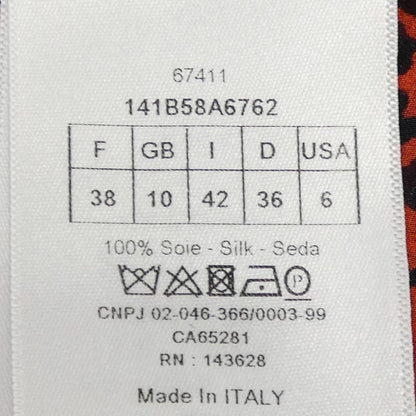 67411
141B58A6762
F GB I D USA
38 10 42 36 6
100% Soie - Silk - Seda
P
CNPJ 02-046-366/0003-99
CA65281
RN : 143628
Made In ITALY